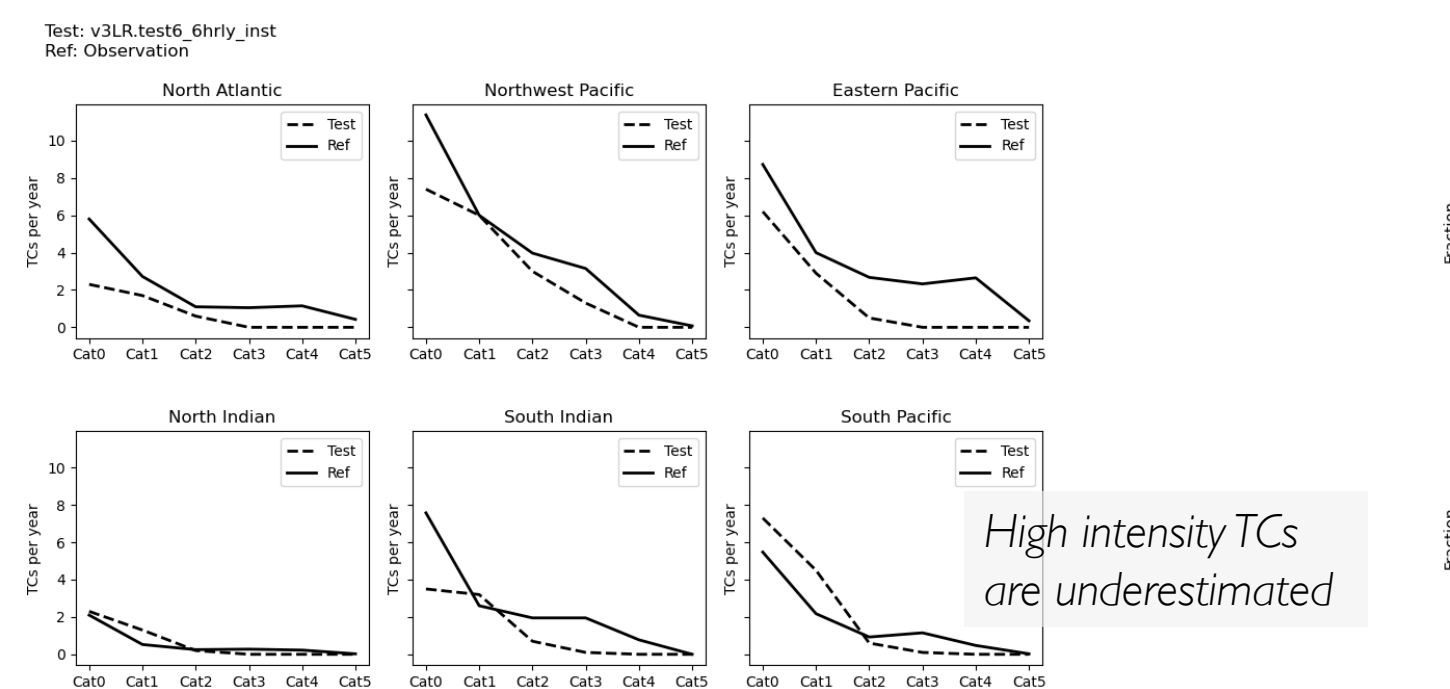 Test: v3LR.test6_6hrly_inst
Ref: Observation
North Atlantic
Northwest Pacific
Eastern Pacific
TCs per year
10
8
6
4
2
0
Test
Ref
Cat0 Cat1 Cat2 Cat3 Cat4 Cat5
TCs per year
Test
Ref
Cat0 Cat1 Cat2 Cat3 Cat4 Cat5
TCs per year
Test
Ref
Cat0 Cat1 Cat2 Cat3 Cat4 Cat5
Fraction
North Indian
South Indian
South Pacific
TCs per year
10
8
6
4
2
0
Test
Ref
Cat0 Cat1 Cat2 Cat3 Cat4 Cat5
TCs per year
Test
Ref
Cat0 Cat1 Cat2 Cat3 Cat4 Cat5
TCs per year
Test
Ref
Cat0 Cat1 Cat2 Cat3 Cat4 Cat5
High intensity TCs
are underestimated
Fraction